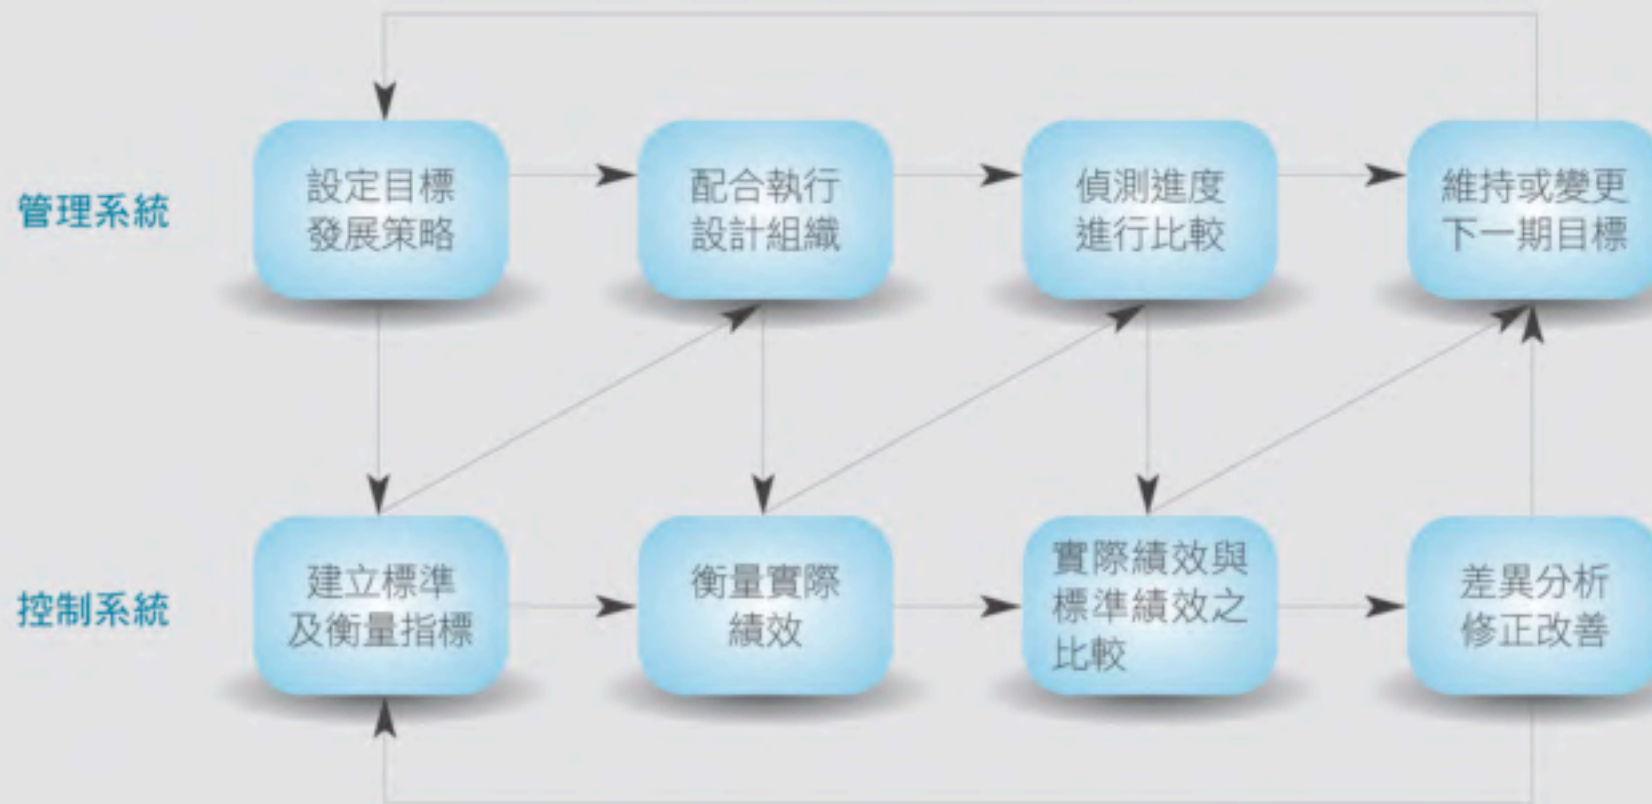 管理系統
設定目標
發展策略
配合執行
設計組織
偵測進度
進行比較
維持或變更
下一期目標
控制系統
建立標準
及衡量指標
衡量實際
績效
實際績效與
標準績效之
比較
差異分析
修正改善